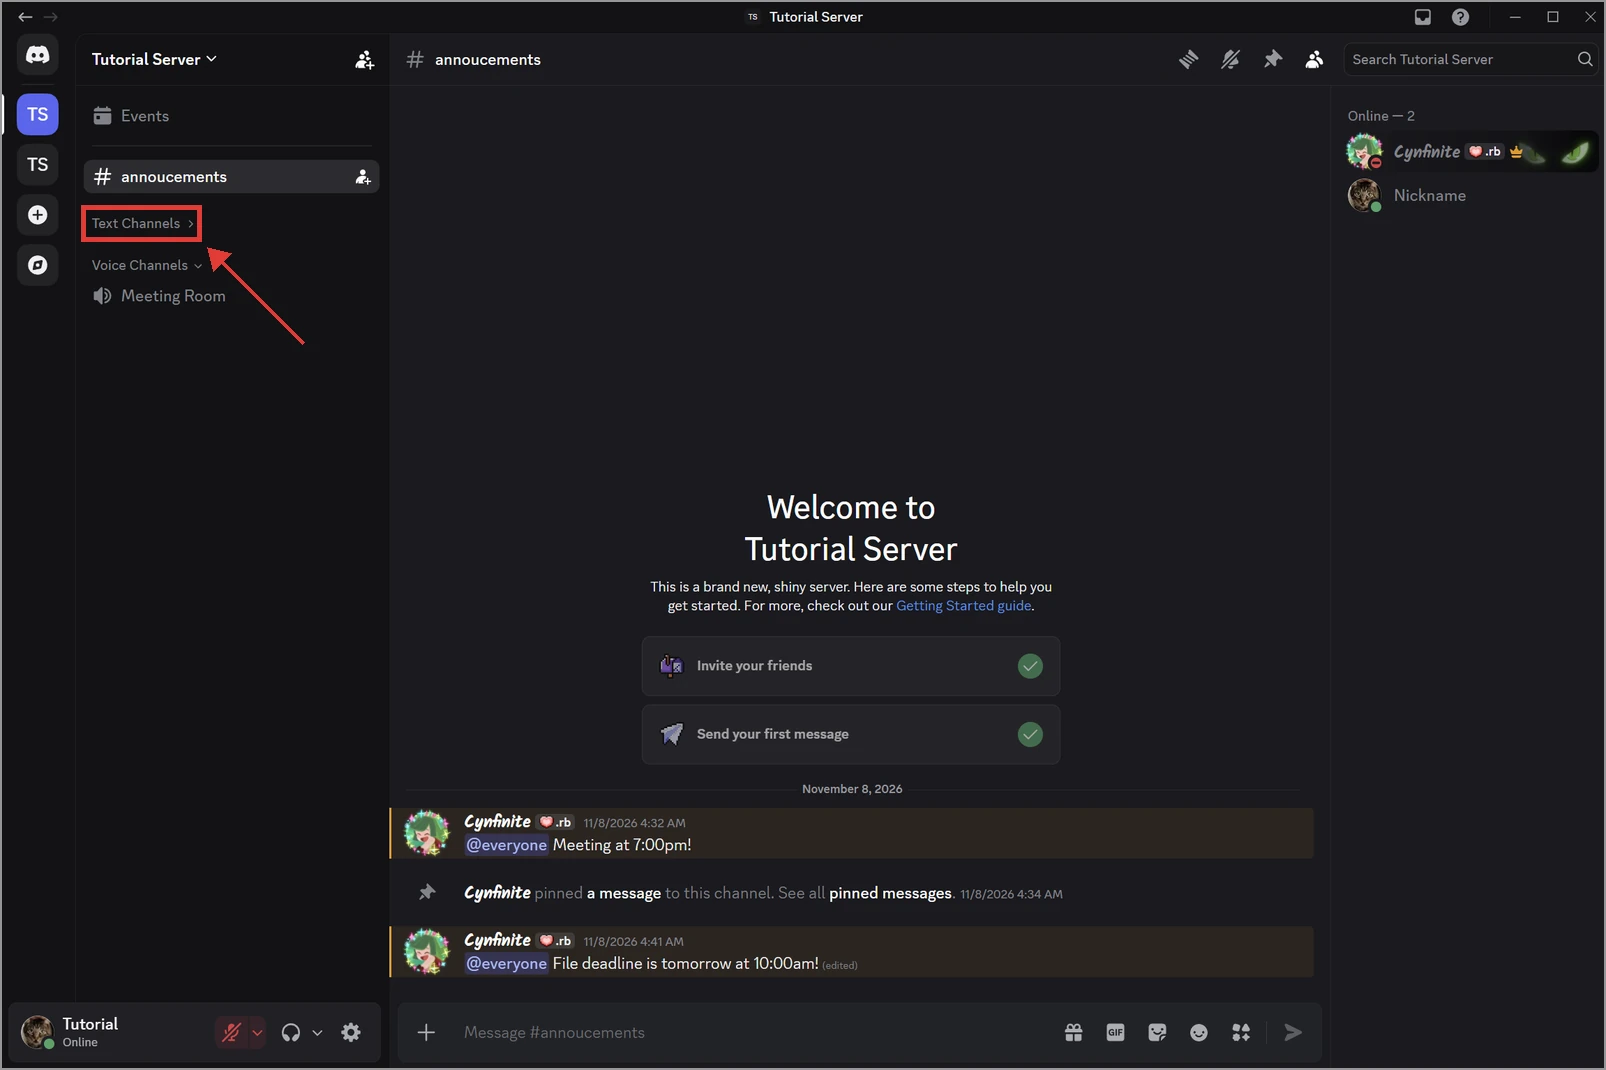 TS Tutorial Server
Tutorial Server
TS
TS
Events
annoucements
Text Channels
Voice Channels
Meeting Room
annoucements
Search Tutorial Server
Welcome to
Tutorial Server
This is a brand new, shiny server. Here are some steps to help you
get started. For more, check out our Getting Started guide.
Invite your friends
Send your first message
November 8, 2026
Cynfinite .rb 11/8/2026 4:32 AM
@everyone Meeting at 7:00pm!
Cynfinite pinned a message to this channel. See all pinned messages. 11/8/2026 4:34 AM
Cynfinite .rb 11/8/2026 4:41 AM
@everyone File deadline is tomorrow at 10:00am! (edited)
Message #annoucements
GIF
Online — 2
Cynfinite .rb
Nickname
Tutorial
Online